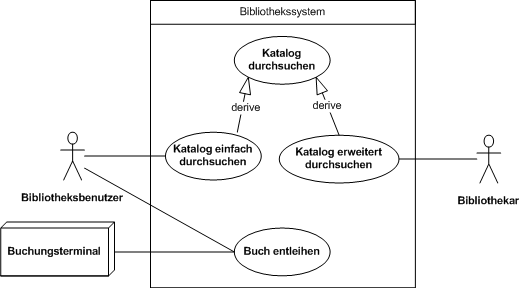 Bibliothekssystem
Katalog
durchsuchen
derive
derive
Katalog einfach
durchsuchen
Katalog erweitert
durchsuchen
Bibliotheksbenutzer
Bibliothekar
Buchungsterminal
Buch entleihen